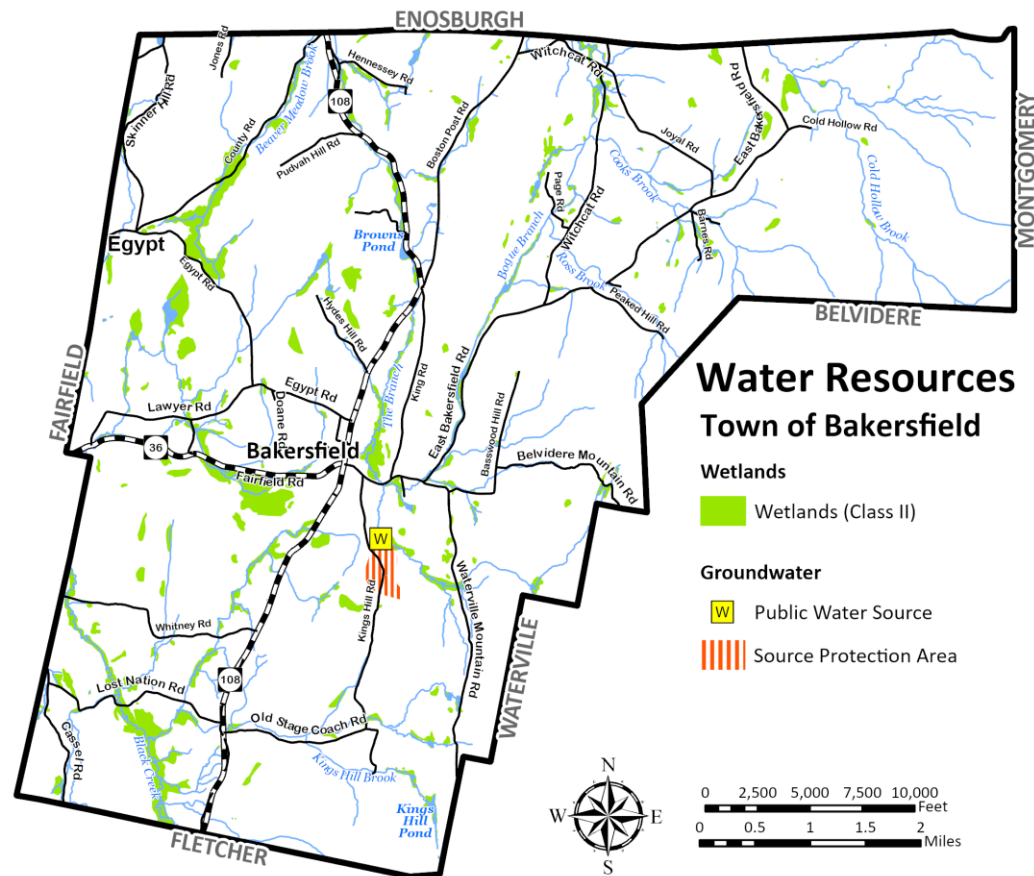 ENOSBURGH
Jones Rd
Skinner Hill Rd
County Rd
Beaver Meadow Brook
Hennessey Rd
108
Pudvah Hill Rd
Boston Post Rd
Witchcat Rd
East Bakersfield Rd
Cold Hollow Rd
Joyal Rd
Cooks Brook
Page Rd
Witchcat Rd
Barnes Rd
Cold Hollow Brook
MONTGOMERY
Egypt
Egypt Rd
Browns
Pond
Bogue Branch
Ross Brook
Peaked Hill Rd
BELVIDERE
Hydes Hill Rd
FAIRFIELD
Lawyer Rd
Doane Rd
Egypt Rd
The Branch
King Rd
East Bakersfield Rd
Basswood Hill Rd
Belvidere Mountain Rd
36
Bakersfield
Fairfield Rd
W
Kings Hill Rd
Waterville Mountain Rd
WATERVILLE
Whitney Rd
108
Lost Nation Rd
Old Stage Coach Rd
Cassel Rd
Black Creek
Kings Hill Brook
Kings
Hill
Pond
FLETCHER
Water Resources
Town of Bakersfield
Wetlands
Wetlands (Class II)
Groundwater
W
Public Water Source
Source Protection Area
N
W
E
S
0 2,500 5,000 7,500 10,000
Feet
0 0.5 1 1.5 2
Miles